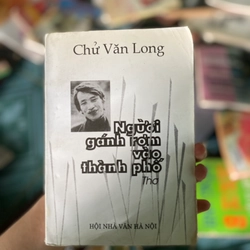 Chử Văn Long
Người
gánh rơm
vào
thành phố
Thơ
HỘI NHÀ VĂN HÀ NỘI